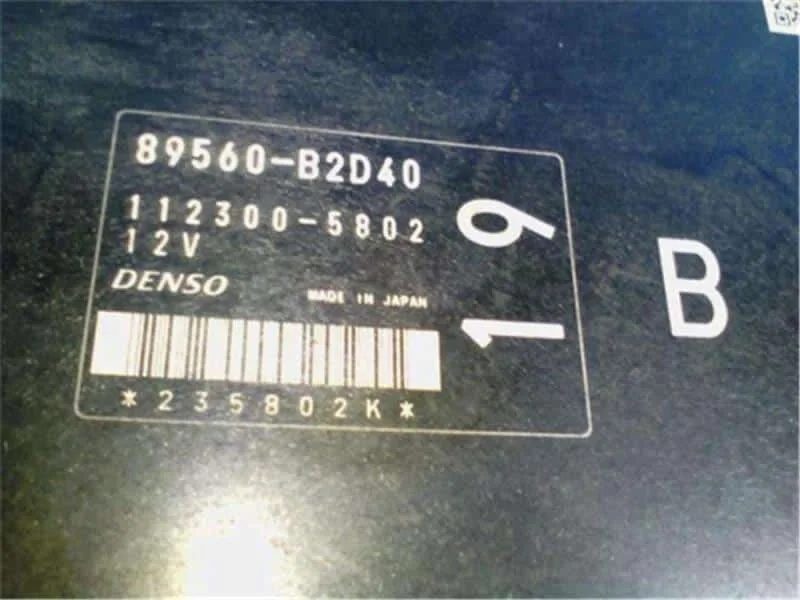 89560-B2D40
112300-5802
12V
DENSO
MADE IN JAPAN
*235802K*
19
B